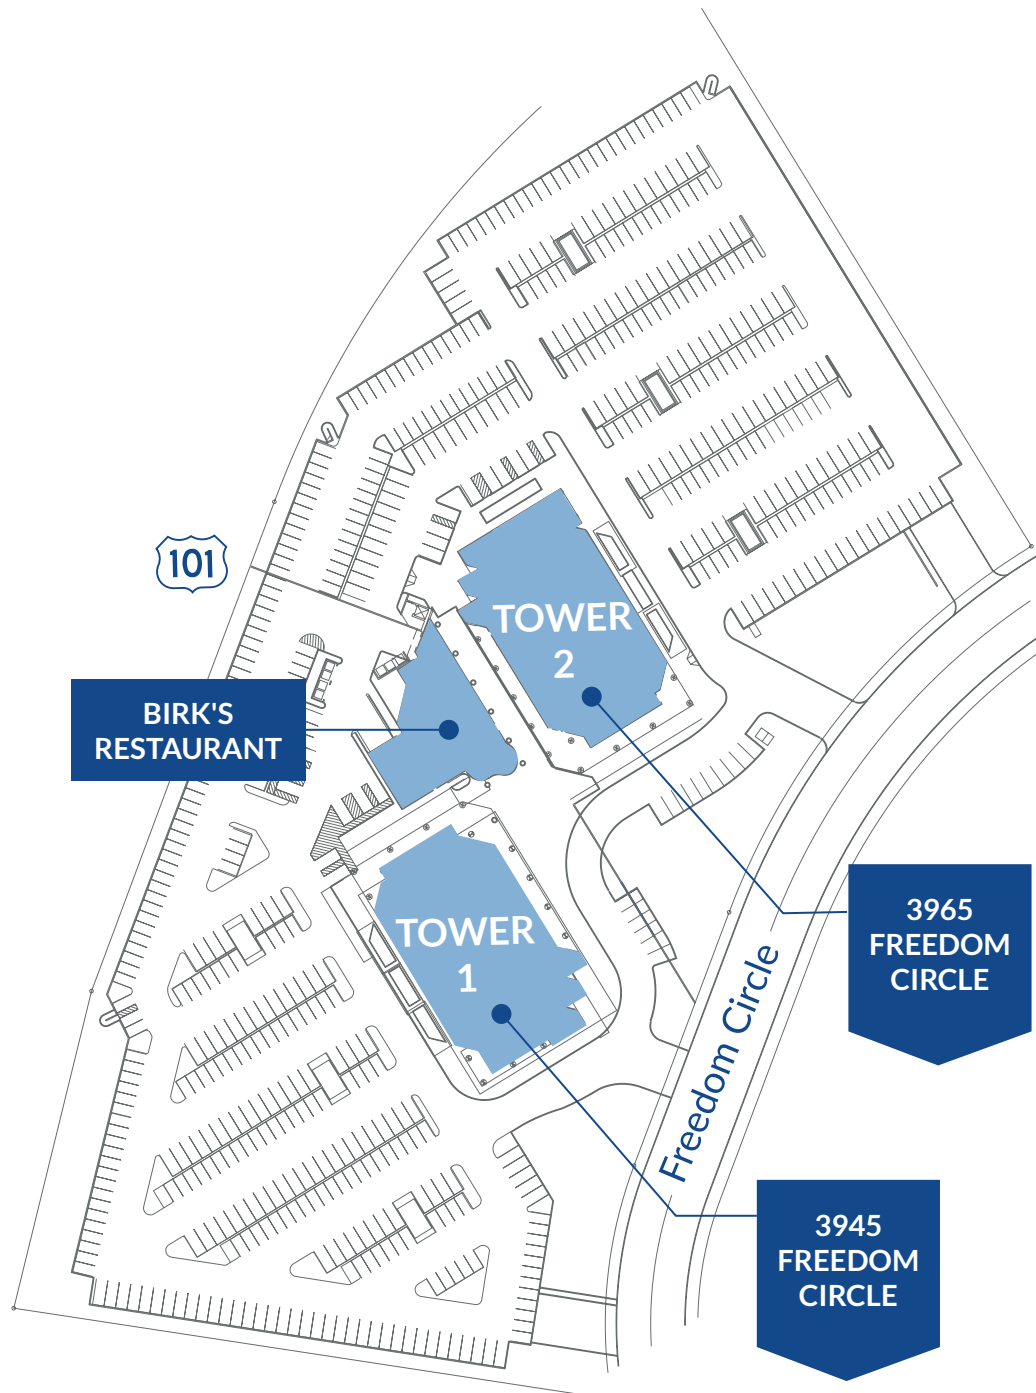 101
TOWER
2
BIRK'S
RESTAURANT
TOWER
1
3965
FREEDOM
CIRCLE
Freedom Circle
3945
FREEDOM
CIRCLE